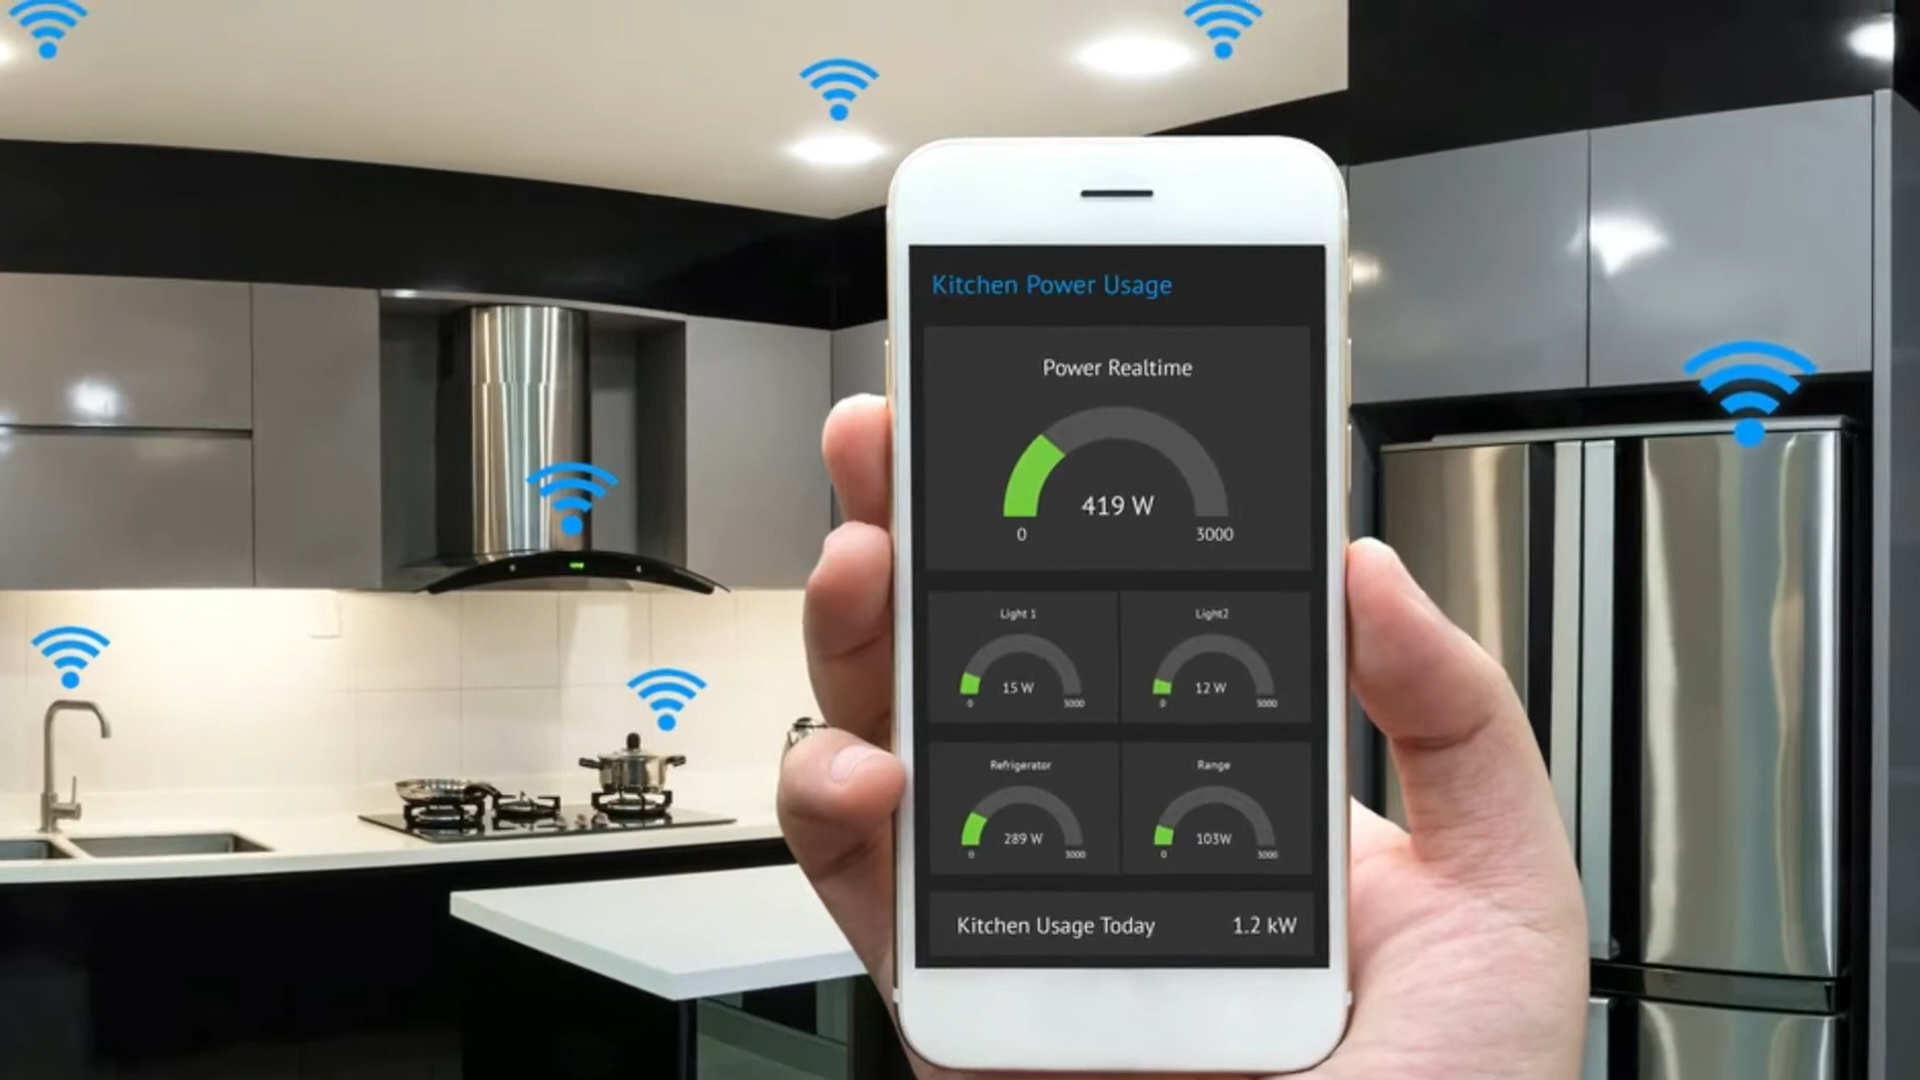 Kitchen Power Usage
Power Realtime
419 W
0 3000
Light 1 Light2
15 W 12 W
0 3000 0 3000
Refrigerator Range
289 W 103W
0 3000 0 3000
Kitchen Usage Today 1.2 kW